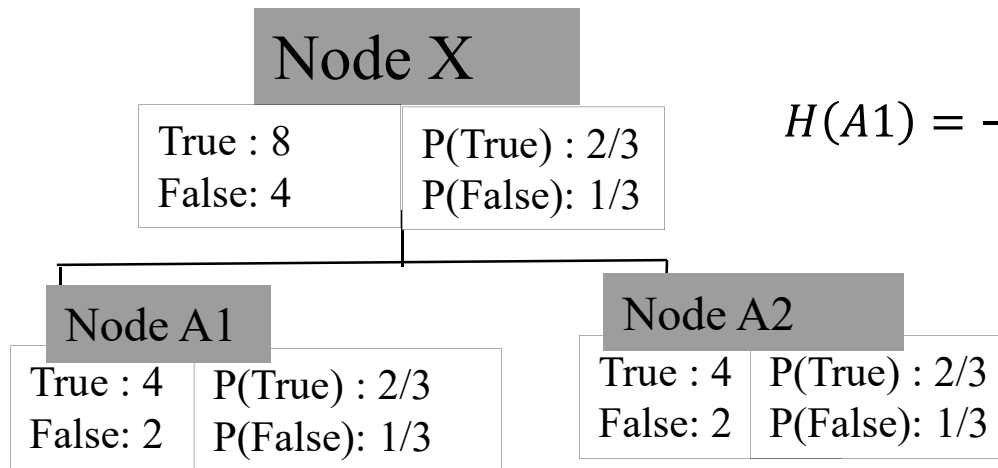 Node X
True : 8
False: 4
P(True) : 2/3
P(False): 1/3
H(A1) = -
Node A1
True : 4
False: 2
P(True) : 2/3
P(False): 1/3
Node A2
True : 4
False: 2
P(True) : 2/3
P(False): 1/3